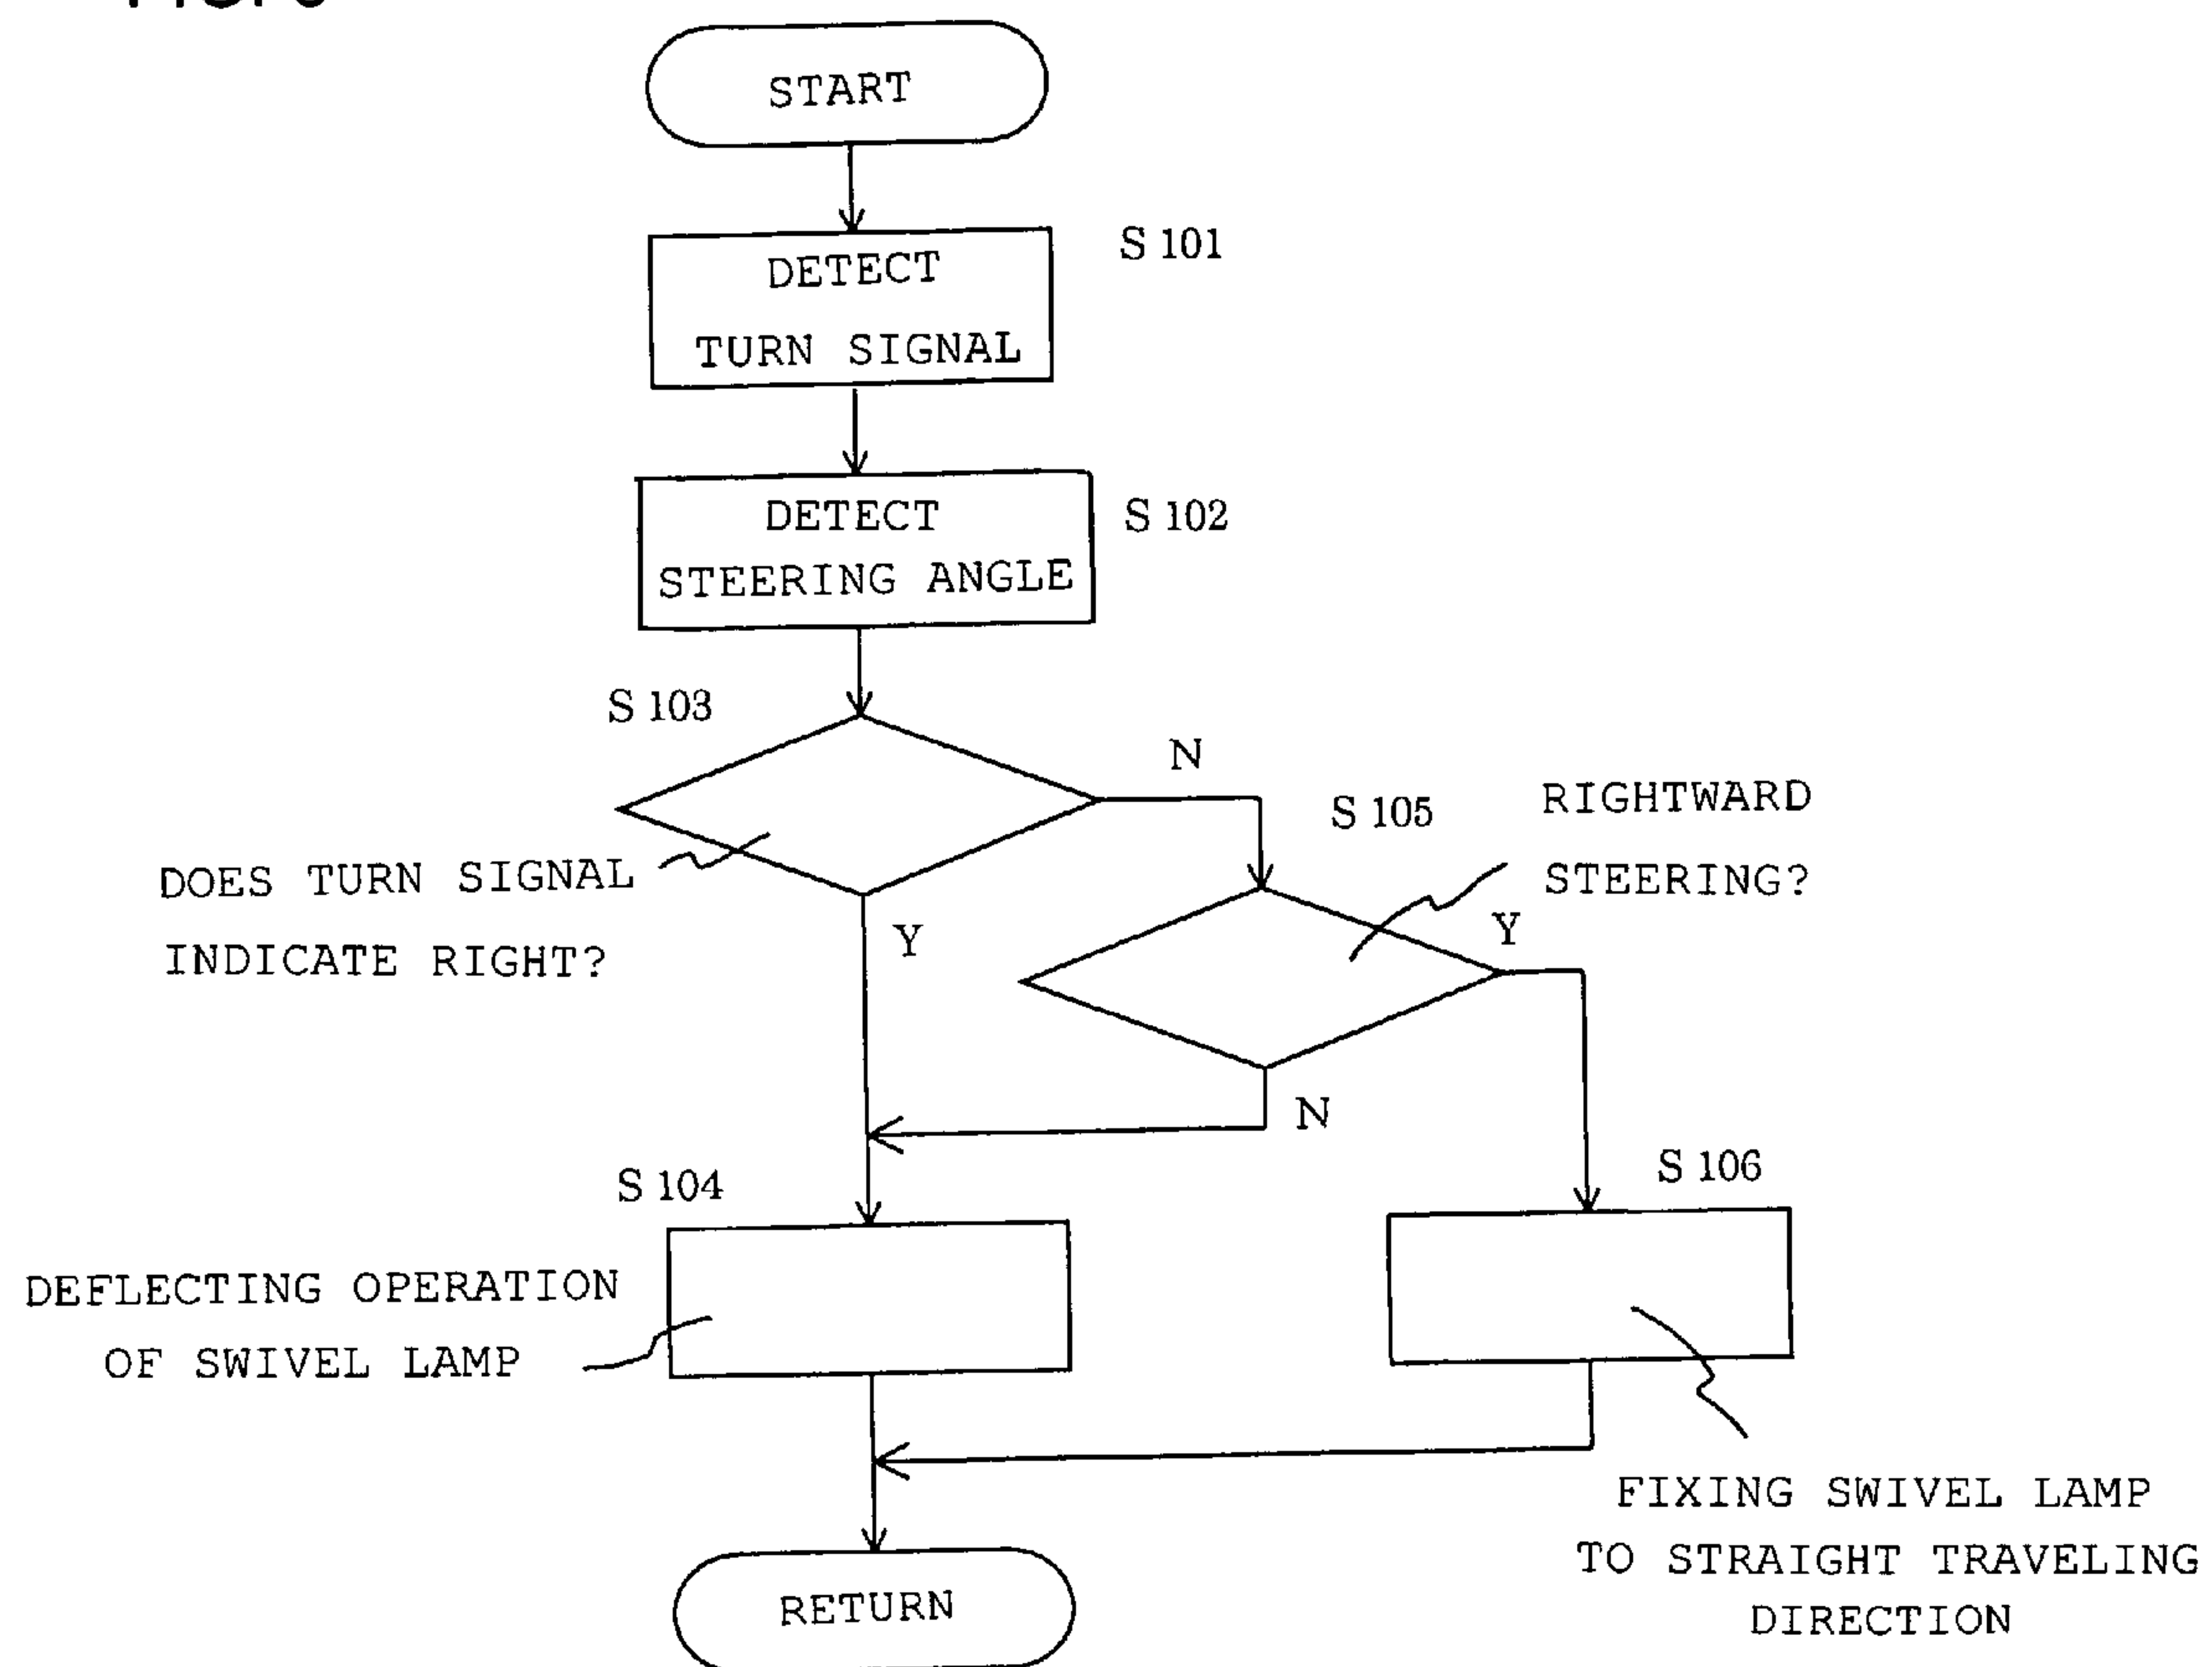 START
S 101
DETECT
TURN SIGNAL
S 102
DETECT
STEERING ANGLE
S 103
N
DOES TURN SIGNAL
INDICATE RIGHT?
Y
S 105
RIGHTWARD
STEERING?
Y
N
S 104
DEFLECTING OPERATION
OF SWIVEL LAMP
S 106
FIXING SWIVEL LAMP
TO STRAIGHT TRAVELING
DIRECTION
RETURN